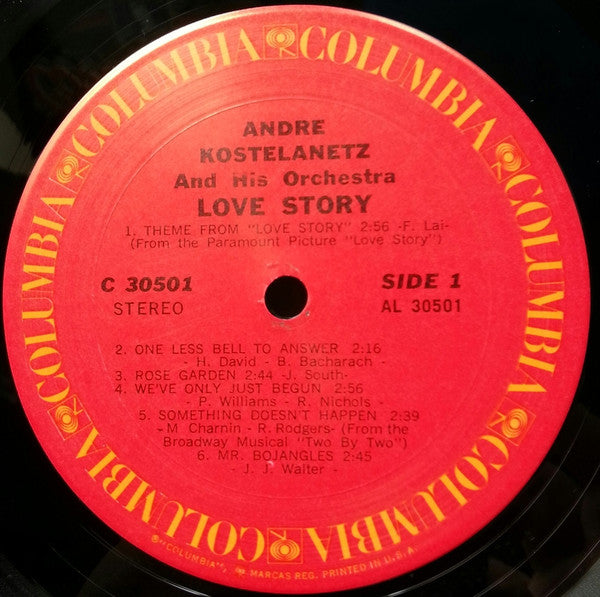 COLUMBIA COLUMBIA COLUMBIA COLUMBIA COLUMBIA COLUMBIA
ANDRE
KOSTELANETZ
And His Orchestra
LOVE STORY
1. THEME FROM "LOVE STORY" 2:56 -F. Lai-
(From the Paramount Picture "Love Story")
C 30501
STEREO
SIDE 1
AL 30501
2. ONE LESS BELL TO ANSWER 2:16
- H. David - B. Bacharach -
3. ROSE GARDEN 2:44 -J. South-
4. WE'VE ONLY JUST BEGUN 2:56
- P. Williams - R. Nichols -
5. SOMETHING DOESN'T HAPPEN 2:39
-M Charnin - R. Rodgers- (From the
Broadway Musical "Two By Two")
6. MR. BOJANGLES 2:45
- J. J. Walter -
® "COLUMBIA", MARCAS REG. PRINTED IN U.S.A.